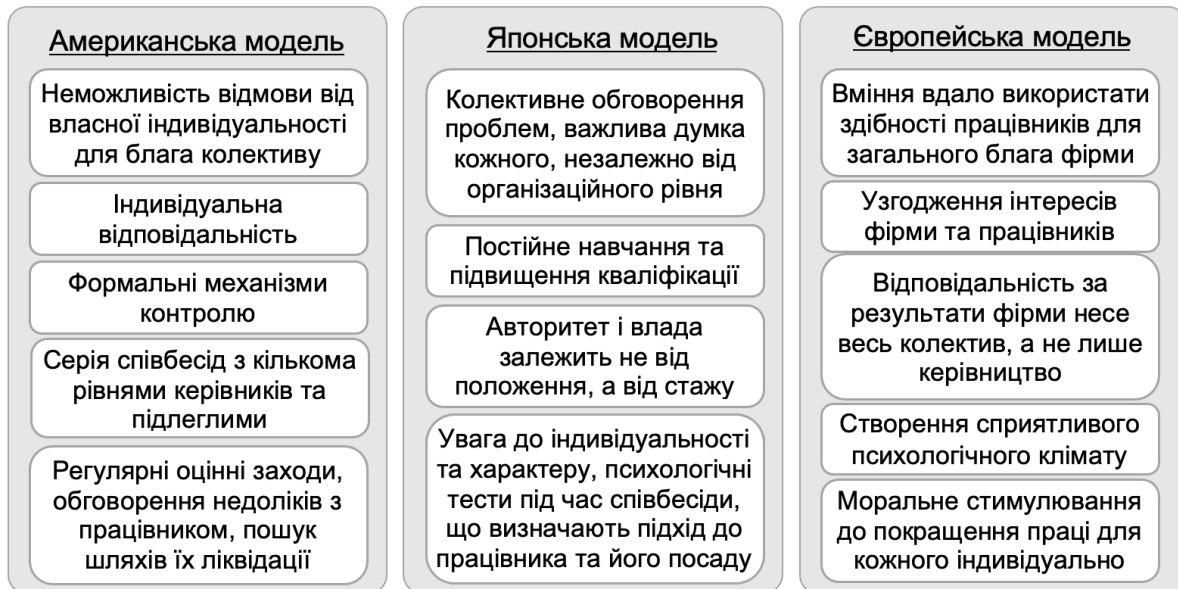 Американська модель
Неможливість відмови від
власної індивідуальності
для блага колективу
Індивідуальна
відповідальність
Формальні механізми
контролю
Серія співбесід з кількома
рівнями керівників та
підлеглими
Регулярні оцінні заходи,
обговорення недоліків з
працівником, пошук
шляхів їх ліквідації
Японська модель
Колективне обговорення
проблем, важлива думка
кожного, незалежно від
організаційного рівня
Постійне навчання та
підвищення кваліфікації
Авторитет і влада
залежить не від
положення, а від стажу
Увага до індивідуальності
та характеру, психологічні
тести під час співбесіди,
що визначають підхід до
працівника та його посаду
Європейська модель
Вміння вдало використати
здібності працівників для
загального блага фірми
Узгодження інтересів
фірми та працівників
Відповідальність за
результати фірми несе
весь колектив, а не лише
керівництво
Створення сприятливого
психологічного клімату
Моральне стимулювання
до покращення праці для
кожного індивідуально